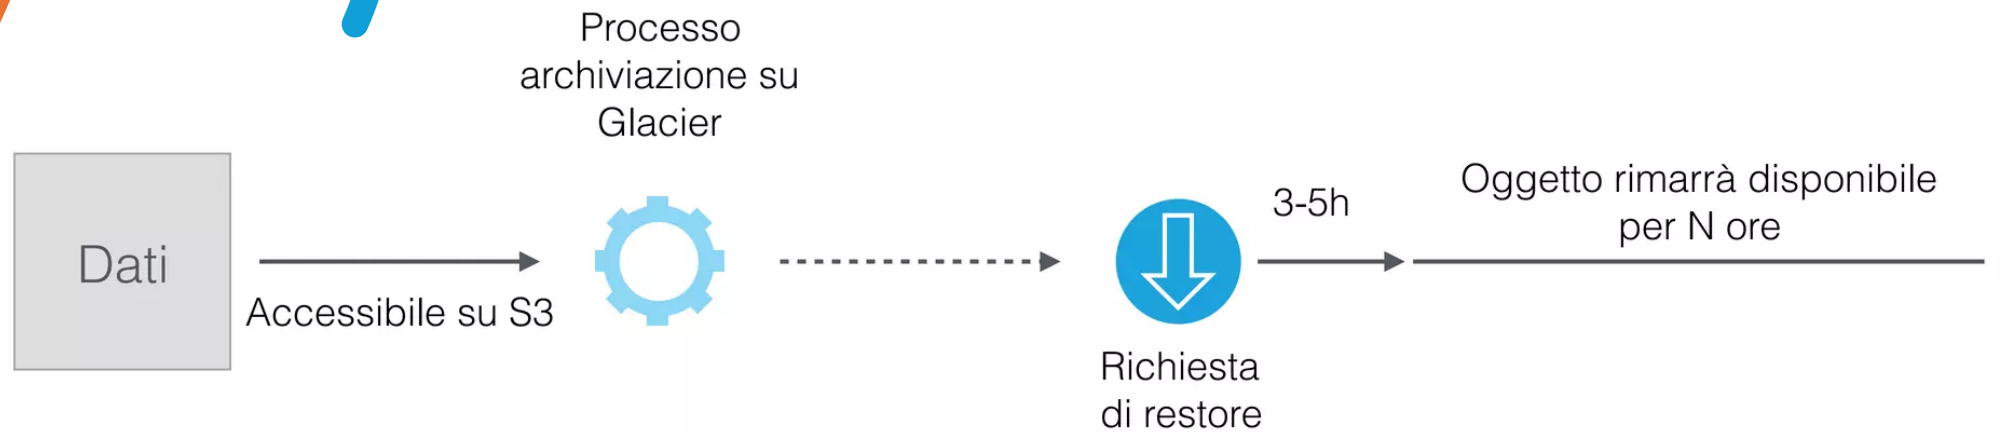 Processo
archiviazione su
Glacier
Dati
Accessibile su S3
Richiesta
di restore
3-5h
Oggetto rimarrà disponibile
per N ore